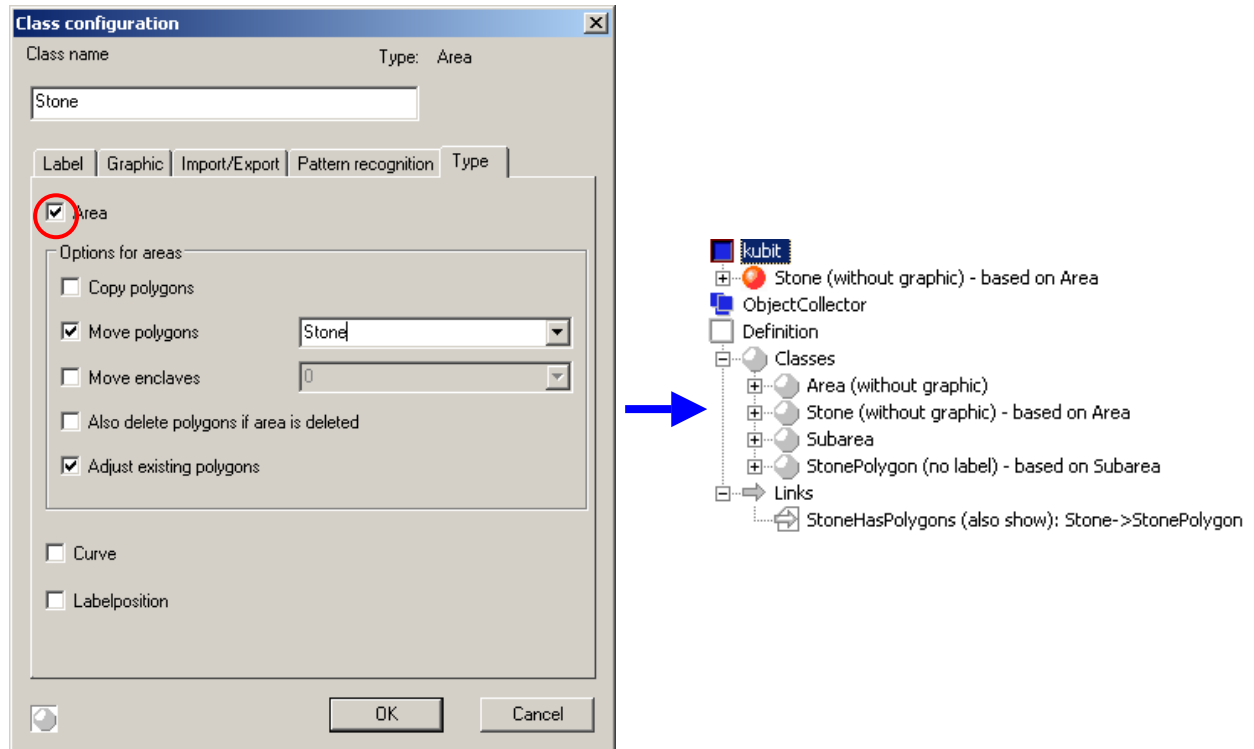 Class configuration
Class name
Type: Area
Stone
Label Graphic Import/Export Pattern recognition Type
Area
Options for areas
Copy polygons
Move polygons Stone
Move enclaves 0
Also delete polygons if area is deleted
Adjust existing polygons
Curve
Labelposition
OK Cancel
kubit
Stone (without graphic) - based on Area
ObjectCollector
Definition
Classes
Area (without graphic)
Stone (without graphic) - based on Area
Subarea
StonePolygon (no label) - based on Subarea
Links
StoneHasPolygons (also show): Stone->StonePolygon